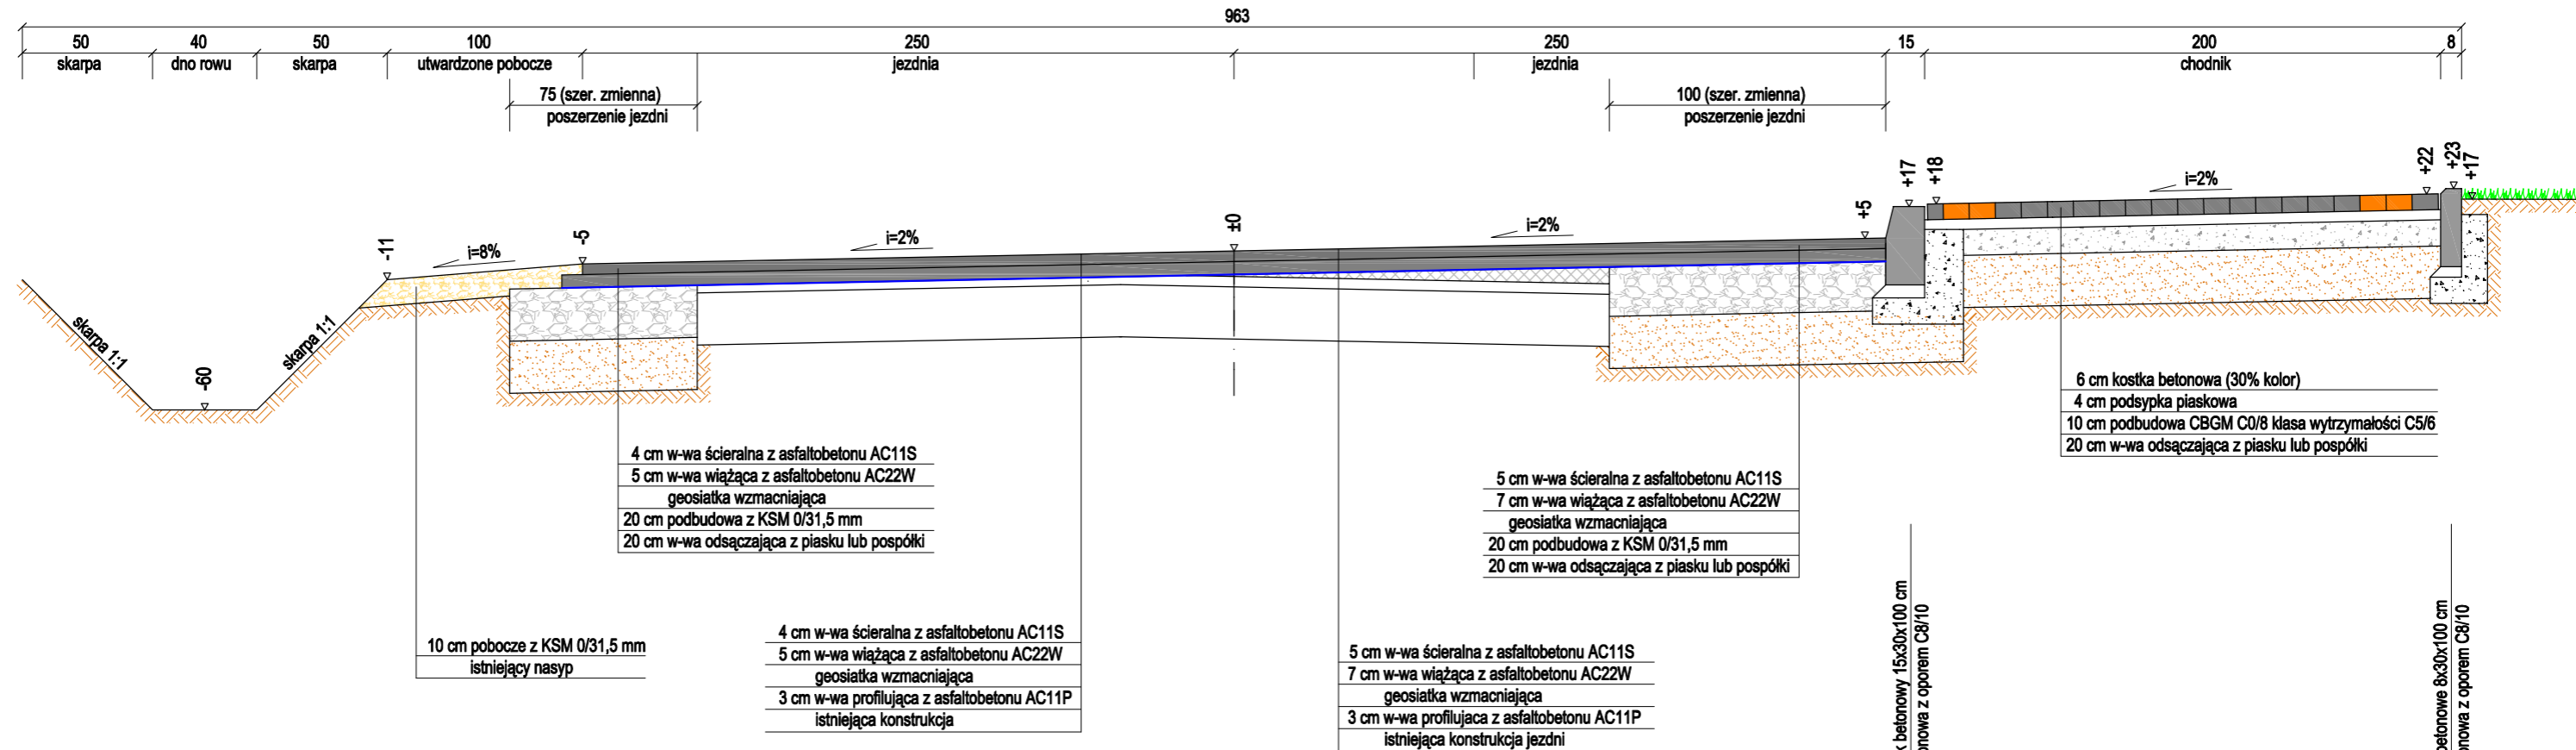 963
50 40 50 100 250 250 15 200 8
skarpa dno rowu skarpa utwardzone pobocze jezdnia jezdnia chodnik
75 (szer. zmienna)
poszerzenie jezdni
100 (szer. zmienna)
poszerzenie jezdni
-11
i=8%
-5
i=2%
±0
i=2%
+5
+17
+18
i=2%
+22
+23
+17
skarpa 1:1
-60
skarpa 1:1
6 cm kostka betonowa (30% kolor)
4 cm podsypka piaskowa
10 cm podbudowa CBGM C0/8 klasa wytrzymałości C5/6
20 cm w-wa odsączająca z piasku lub pospółki
4 cm w-wa ścieralna z asfaltobetonu AC11S
5 cm w-wa wiążąca z asfaltobetonu AC22W
geosiatka wzmacniająca
20 cm podbudowa z KSM 0/31,5 mm
20 cm w-wa odsączająca z piasku lub pospółki
5 cm w-wa ścieralna z asfaltobetonu AC11S
7 cm w-wa wiążąca z asfaltobetonu AC22W
geosiatka wzmacniająca
20 cm podbudowa z KSM 0/31,5 mm
20 cm w-wa odsączająca z piasku lub pospółki
10 cm pobocze z KSM 0/31,5 mm
istniejący nasyp
4 cm w-wa ścieralna z asfaltobetonu AC11S
5 cm w-wa wiążąca z asfaltobetonu AC22W
geosiatka wzmacniająca
3 cm w-wa profilująca z asfaltobetonu AC11P
istniejąca konstrukcja
5 cm w-wa ścieralna z asfaltobetonu AC11S
7 cm w-wa wiążąca z asfaltobetonu AC22W
geosiatka wzmacniająca
3 cm w-wa profilujaca z asfaltobetonu AC11P
istniejąca konstrukcja jezdni
betonowy 15x30x100 cm
z oporem C8/10
8x30x100 cm
z oporem C8/10